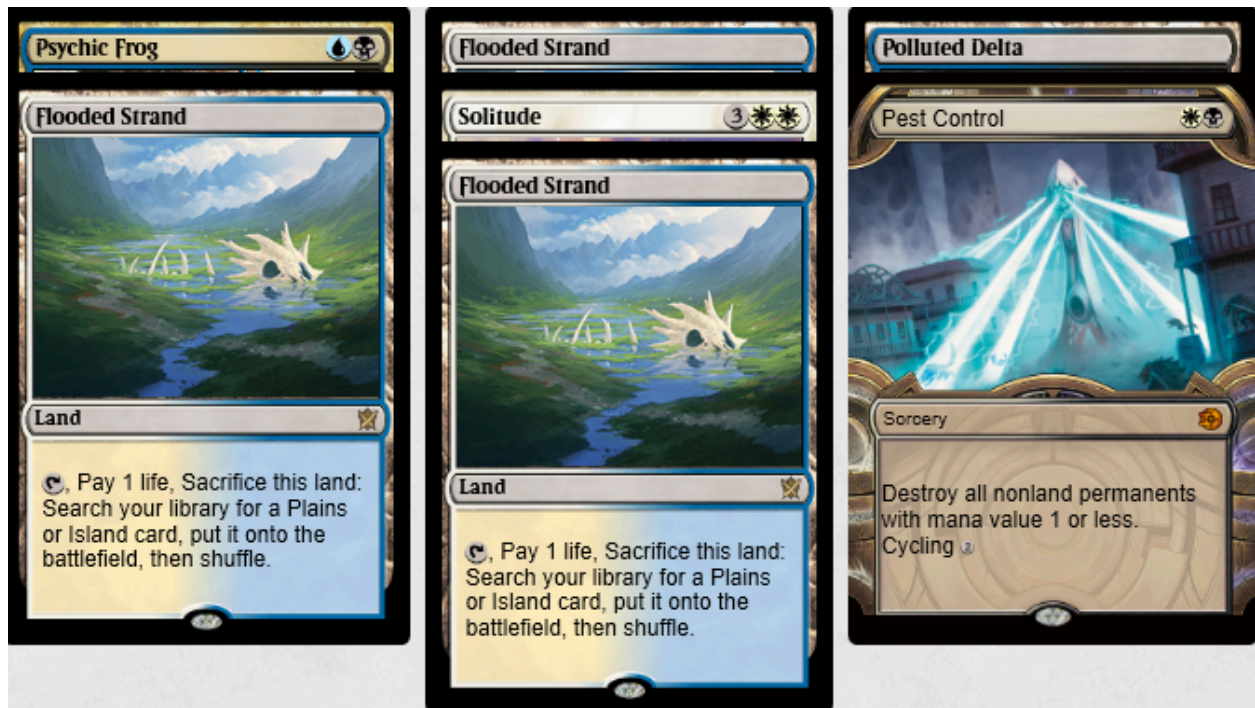 Psychic Frog
Flooded Strand
Land
, Pay 1 life, Sacrifice this land:
Search your library for a Plains
or Island card, put it onto the
battlefield, then shuffle.
Flooded Strand
Solitude 3
Flooded Strand
Land
, Pay 1 life, Sacrifice this land:
Search your library for a Plains
or Island card, put it onto the
battlefield, then shuffle.
Polluted Delta
Pest Control
Sorcery
Destroy all nonland permanents
with mana value 1 or less.
Cycling